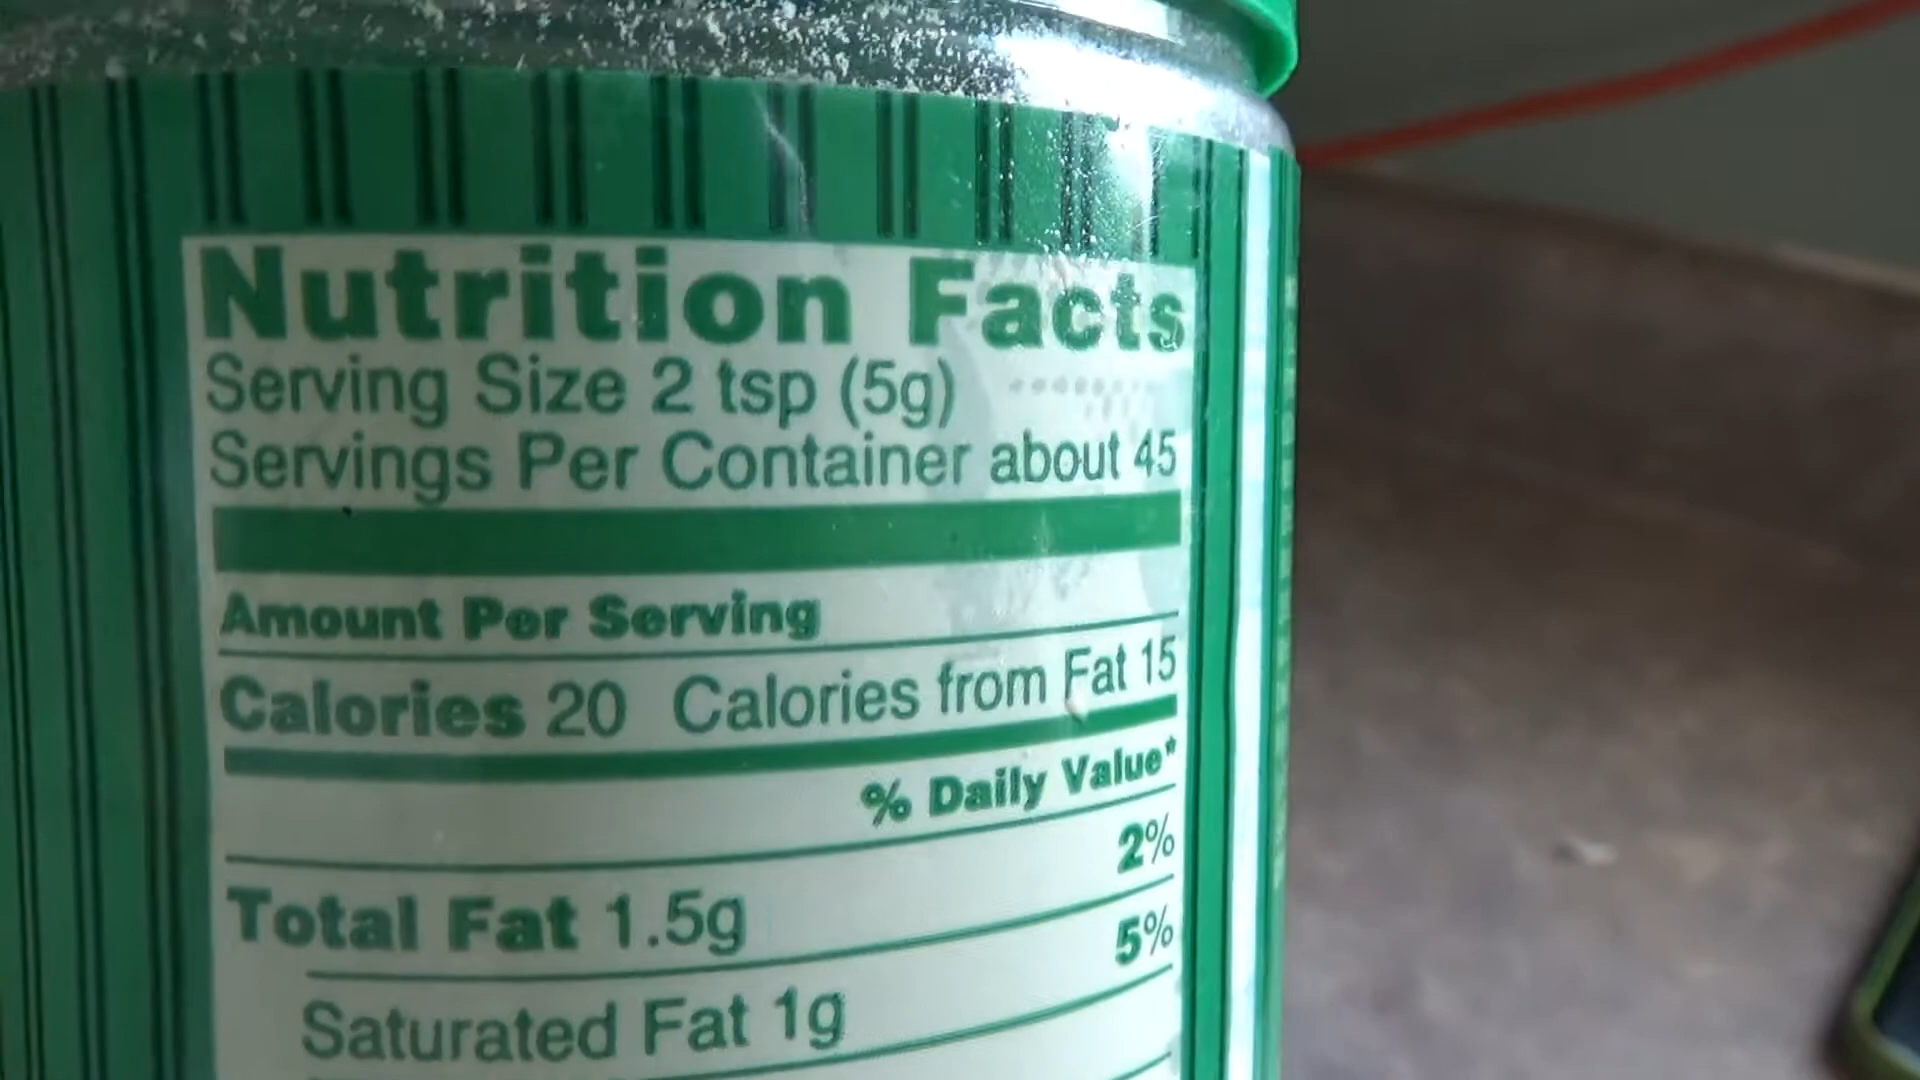 Nutrition Facts
Serving Size 2 tsp (5g)
Servings Per Container about 45
Amount Per Serving
Calories 20 Calories from Fat 15
% Daily Value*
Total Fat 1.5g 2%
Saturated Fat 1g 5%